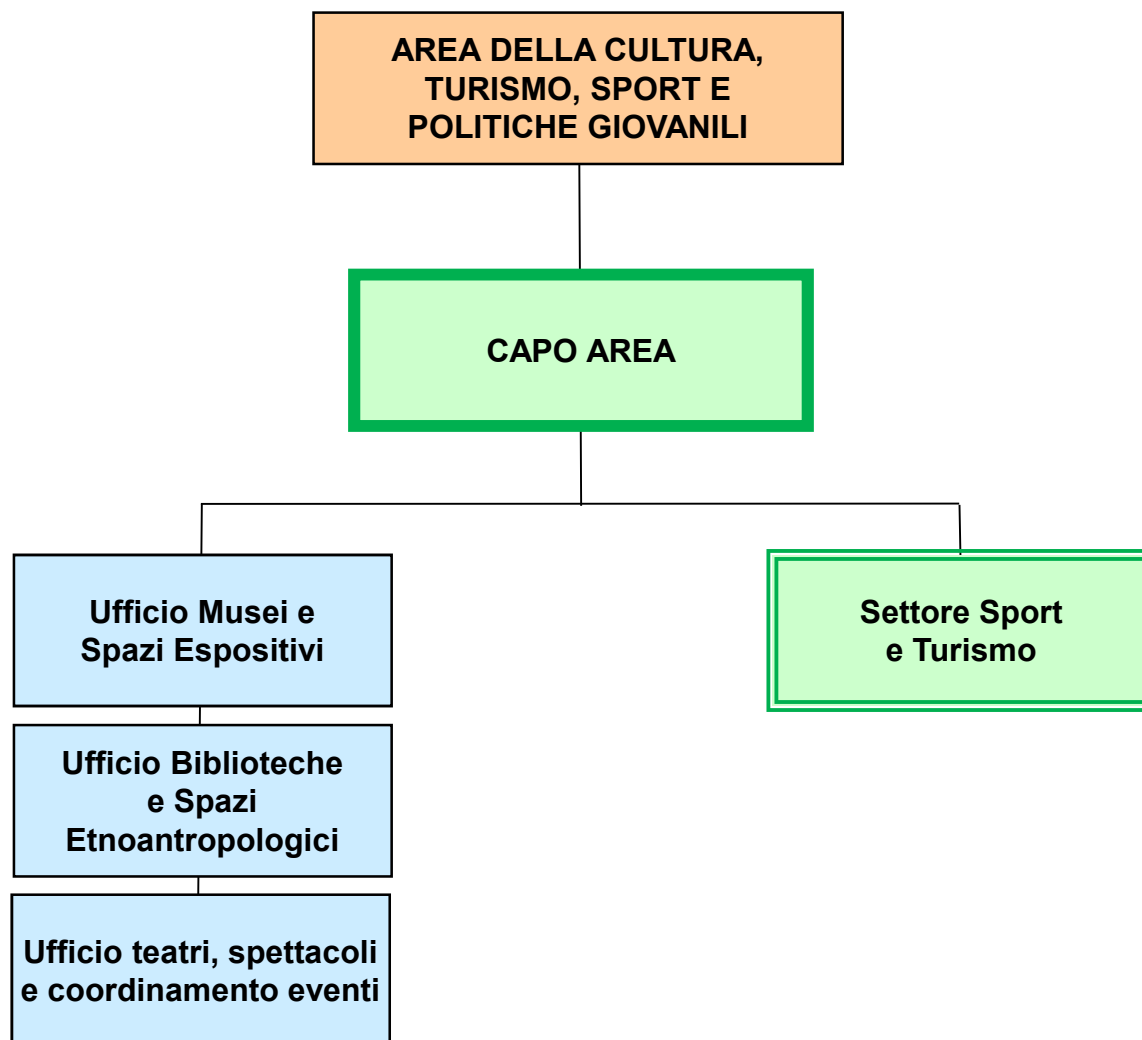 AREA DELLA CULTURA,
TURISMO, SPORT E
POLITICHE GIOVANILI
CAPO AREA
Ufficio Musei e
Spazi Espositivi
Settore Sport
e Turismo
Ufficio Biblioteche
e Spazi
Etnoantropologici
Ufficio teatri, spettacoli
e coordinamento eventi